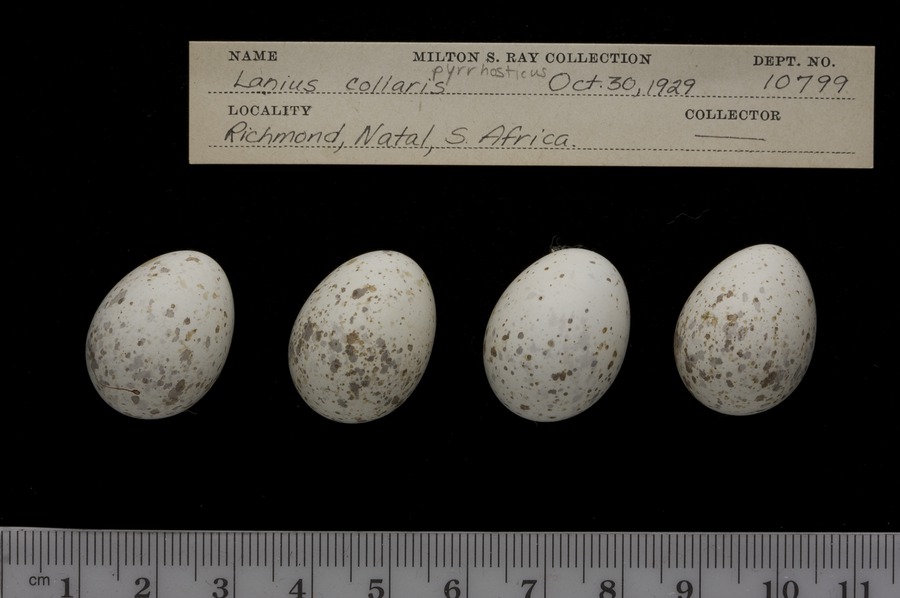 NAME MILTON S. RAY COLLECTION DEPT. NO.
pyrrhosticus
Lanius collaris Oct. 30, 1929 10799
LOCALITY COLLECTOR
Richmond, Natal, S. Africa.
cm 1 2 3 4 5 6 7 8 9 10 11